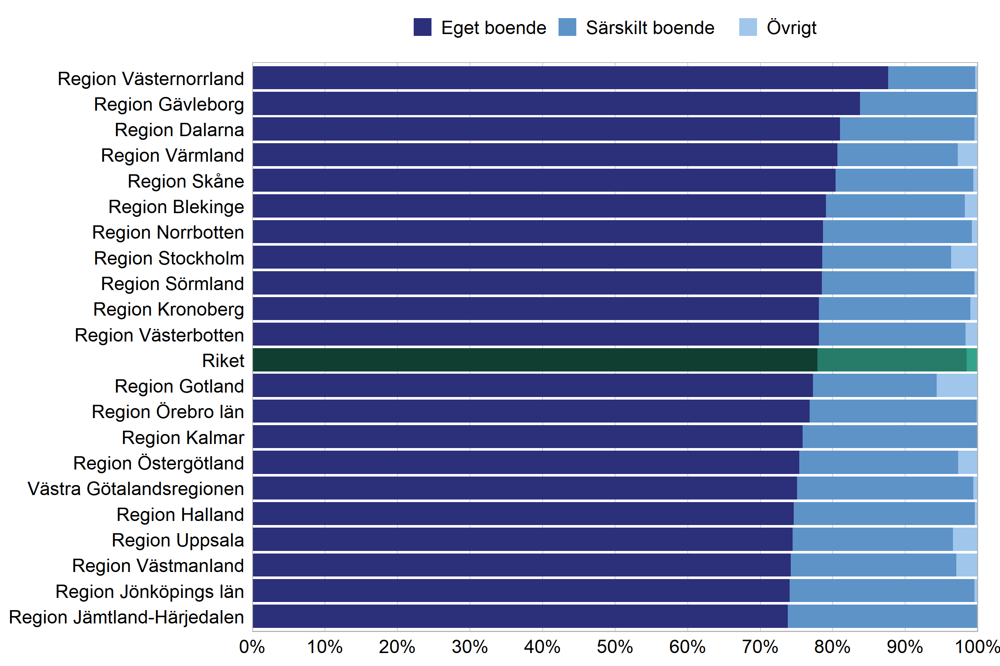 Eget boende Särskilt boende Övrigt
Region Västernorrland
Region Gävleborg
Region Dalarna
Region Värmland
Region Skåne
Region Blekinge
Region Norrbotten
Region Stockholm
Region Sörmland
Region Kronoberg
Region Västerbotten
Riket
Region Gotland
Region Örebro län
Region Kalmar
Region Östergötland
Västra Götalandsregionen
Region Halland
Region Uppsala
Region Västmanland
Region Jönköpings län
Region Jämtland-Härjedalen
0% 10% 20% 30% 40% 50% 60% 70% 80% 90% 100%